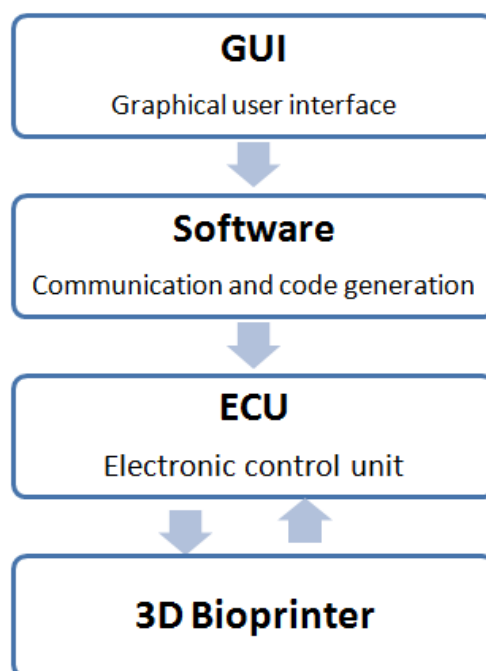 GUI
Graphical user interface
Software
Communication and code generation
ECU
Electronic control unit
3D Bioprinter